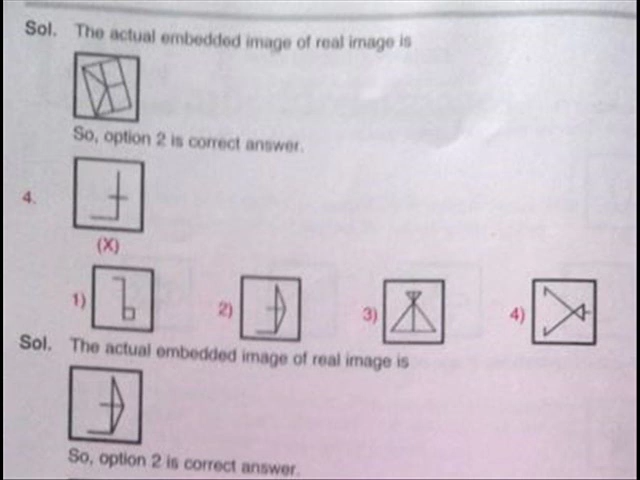 Sol. The actual embedded image of real image is
So, option 2 is correct answer.
4.
(X)
1) 2) 3) 4)
Sol. The actual embedded image of real image is
So, option 2 is correct answer.